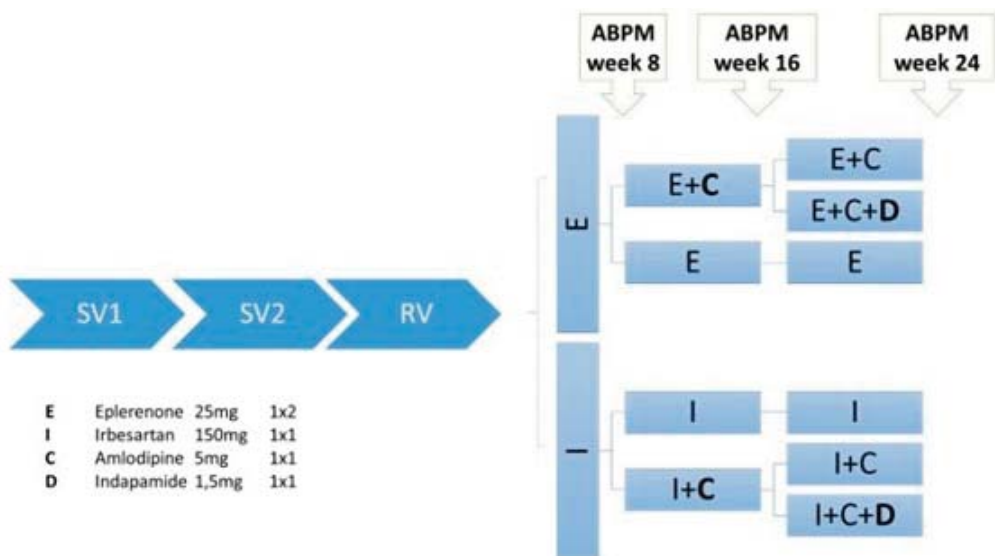 ABPM
week 8
ABPM
week 16
ABPM
week 24
SV1
SV2
RV
E
E+C
E
E+C
E+C+D
E
I
I
I+C
I
I+C
I+C+D
E Eplerenone 25mg 1x2
I Irbesartan 150mg 1x1
C Amlodipine 5mg 1x1
D Indapamide 1,5mg 1x1